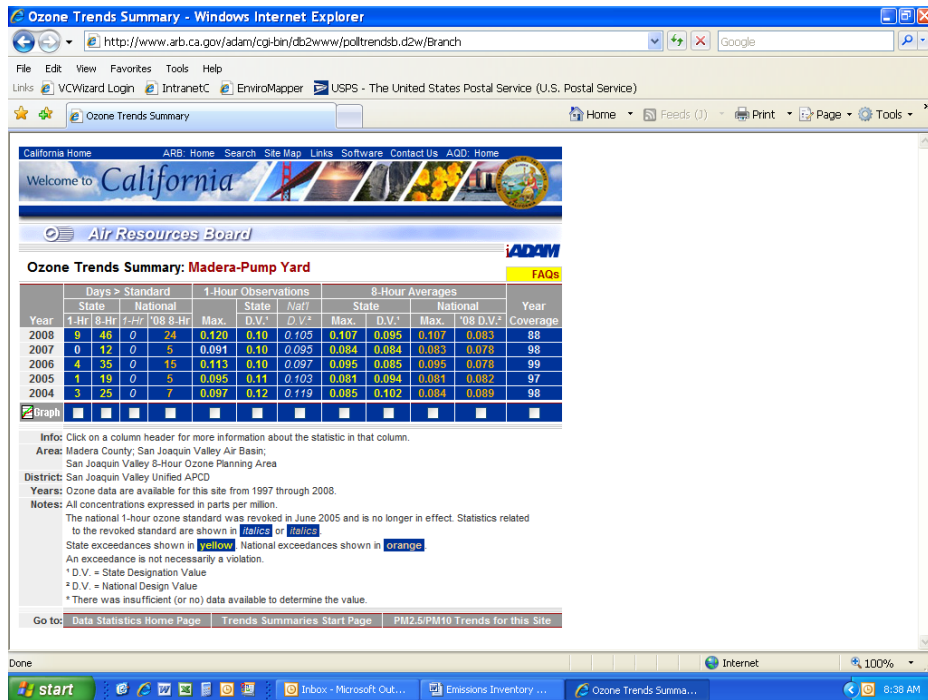 Ozone Trends Summary - Windows Internet Explorer
http://www.arb.ca.gov/adam/cgi-bin/db2www/polltrendsb.d2w/Branch
Google
File Edit View Favorites Tools Help
Links VCWizard Login IntranetC EnviroMapper USPS - The United States Postal Service (U.S. Postal Service)
Ozone Trends Summary
Home Feeds (J) Print Page Tools
California Home ARB: Home Search Site Map Links Software Contact Us AQD: Home
Welcome to California
Air Resources Board
iADAM
Ozone Trends Summary: Madera-Pump Yard
FAQs
Days > Standard 1-Hour Observations 8-Hour Averages
State National State Nat'l State National Year
Year 1-Hr 8-Hr 1-Hr '08 8-Hr Max. D.V.¹ D.V.² Max. D.V.¹ Max. '08 D.V.² Coverage
2008 9 46 0 24 0.120 0.10 0.105 0.107 0.095 0.107 0.083 88
2007 0 12 0 5 0.091 0.10 0.095 0.084 0.084 0.083 0.078 98
2006 4 35 0 15 0.113 0.10 0.097 0.095 0.085 0.095 0.078 99
2005 1 19 0 5 0.095 0.11 0.103 0.081 0.094 0.081 0.082 97
2004 3 25 0 7 0.097 0.12 0.119 0.085 0.102 0.084 0.089 98
Graph
Info: Click on a column header for more information about the statistic in that column.
Area: Madera County; San Joaquin Valley Air Basin;
San Joaquin Valley 8-Hour Ozone Planning Area
District: San Joaquin Valley Unified APCD
Years: Ozone data are available for this site from 1997 through 2008.
Notes: All concentrations expressed in parts per million.
The national 1-hour ozone standard was revoked in June 2005 and is no longer in effect. Statistics related
to the revoked standard are shown in italics or italics.
State exceedances shown in yellow. National exceedances shown in orange.
An exceedance is not necessarily a violation.
¹ D.V. = State Designation Value
² D.V. = National Design Value
* There was insufficient (or no) data available to determine the value.
Go to: Data Statistics Home Page Trends Summaries Start Page PM2.5/PM10 Trends for this Site
Done Internet 100%
start Inbox - Microsoft Out... Emissions Inventory ... Ozone Trends Summa... 8:38 AM